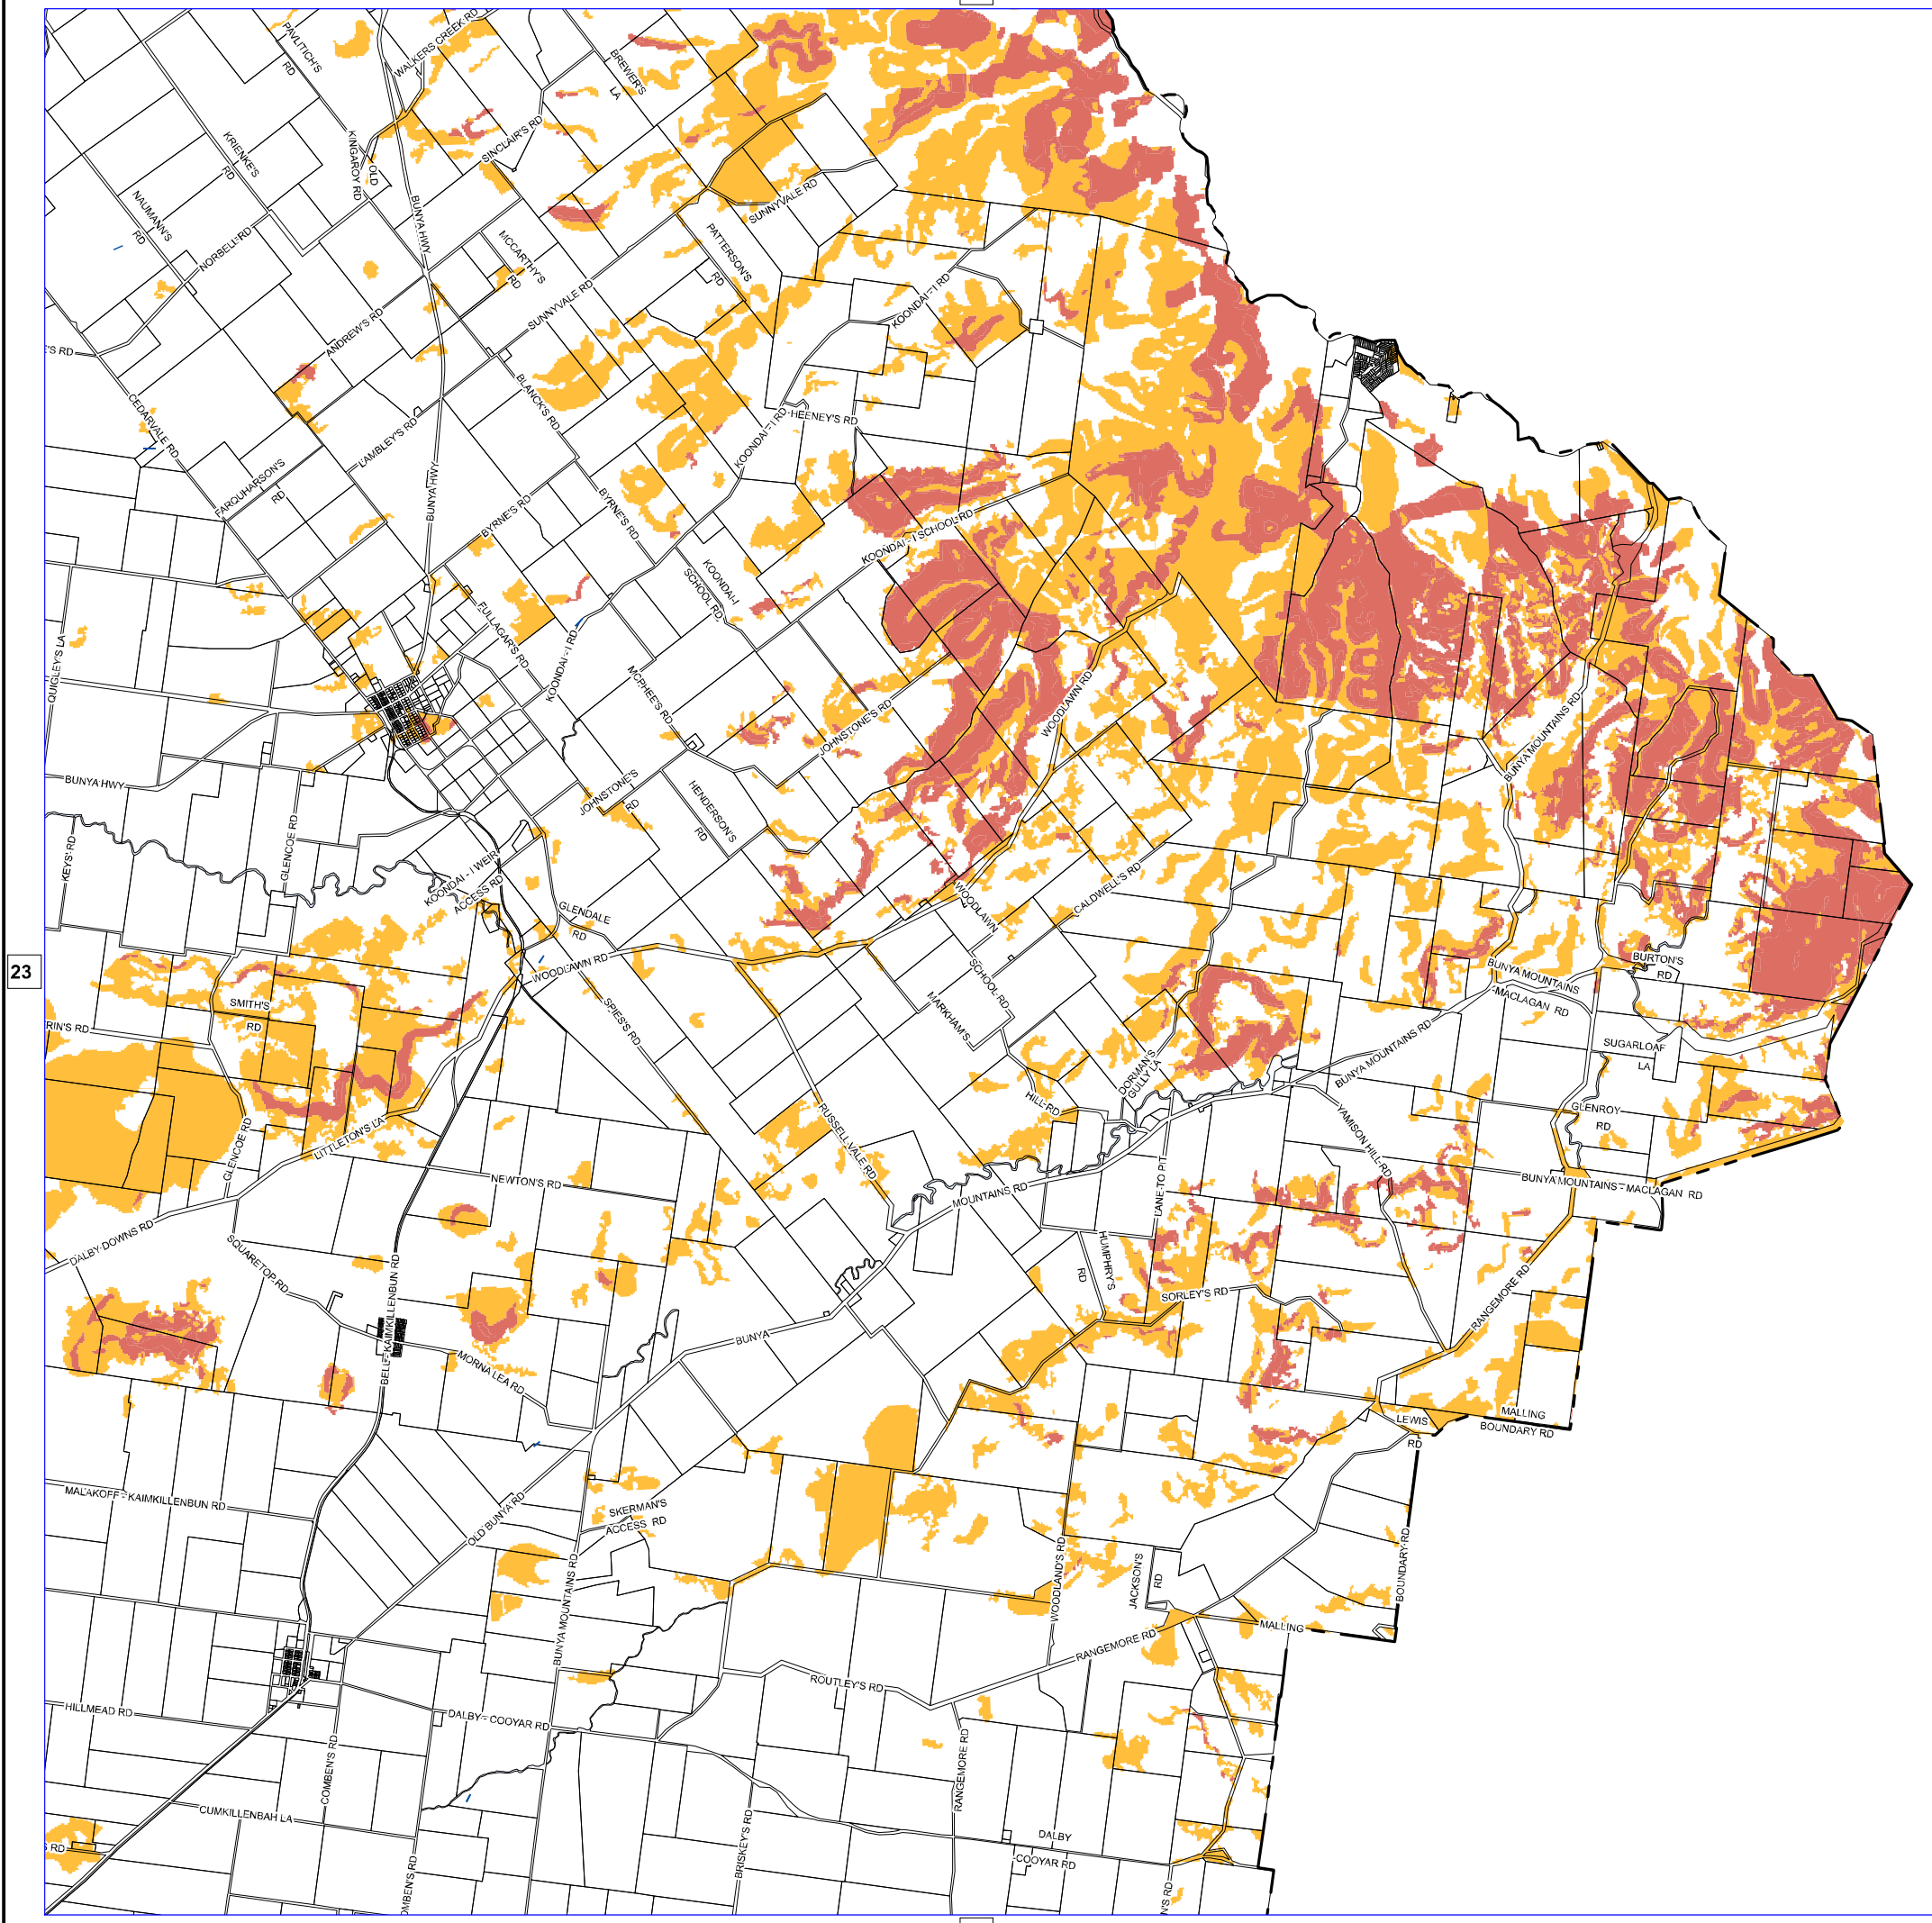 PAVLITICH'S
RD
WALKERS CREEK RD
BREWER'S
LA
KRIENKE'S
RD
KINGAROY RD
OLD
SINCLAIR'S RD
NAUMANN'S
RD
NORBELL RD
BUNYA HWY
MCCARTHY'S
RD
SUNNYVALE RD
PATTERSON'S
RD
SUNNYVALE RD
KOONDAI - I RD
ANDREW'S RD
'S RD
BLANCK'S RD
CEDARVALE RD
LAMBLEY'S RD
HEENEY'S RD
KOONDAI - I RD
FARQUHARSON'S
RD
BUNYA HWY
BYRNE'S RD
BYRNE'S RD
KOONDAI - I SCHOOL RD
KOONDAI-I
SCHOOL RD
QUIGLEY'S LA
FULLAGAR'S RD
KOONDAI - I RD
MCPHEE'S RD
JOHNSTONE'S RD
WOODLAWN RD
BUNYA MOUNTAINS RD
BUNYA HWY
JOHNSTONE'S
RD
HENDERSON'S
RD
KEYS' RD
GLENCOE RD
KOONDAI - I WEIR
ACCESS RD
GLENDALE
RD
WOODLAWN
SCHOOL RD
CALDWELL'S RD
WOODLAWN RD
23
BURTON'S
RD
BUNYA MOUNTAINS
-MACLAGAN RD
SMITH'S
RD
RIN'S RD
SPIES'S RD
MARKHAM'S
HILL RD
DORMAN'S
GULLY LA
BUNYA MOUNTAINS RD
SUGARLOAF
LA
GLENCOE RD
LITTLETON'S LA
RUSSELL VALE RD
YAMISON HILL RD
GLENROY
RD
NEWTON'S RD
MOUNTAINS RD
LANE TO PIT
BUNYA MOUNTAINS - MACLAGAN RD
DALBY-DOWNS RD
SQUARETOP RD
BELL - KAIMKILLENBUN RD
HUMPHRY'S
RD
SORLEY'S RD
RANGEMORE RD
BUNYA
MORNA LEA RD
MALLING
BOUNDARY RD
LEWIS
RD
MALAKOFF - KAIMKILLENBUN RD
OLD BUNYA RD
SKERMAN'S
ACCESS RD
BUNYA MOUNTAINS RD
WOODLAND'S RD
JACKSON'S
RD
BOUNDARY RD
MALLING
RANGEMORE RD
ROUTLEY'S RD
HILLMEAD RD
DALBY - COOYAR RD
COMBEN'S RD
RANGEMORE RD
CUMKILLENBAH LA
BRISKEY'S RD
DALBY
-COOYAR RD
S RD
OMBEN'S RD
N'S RD